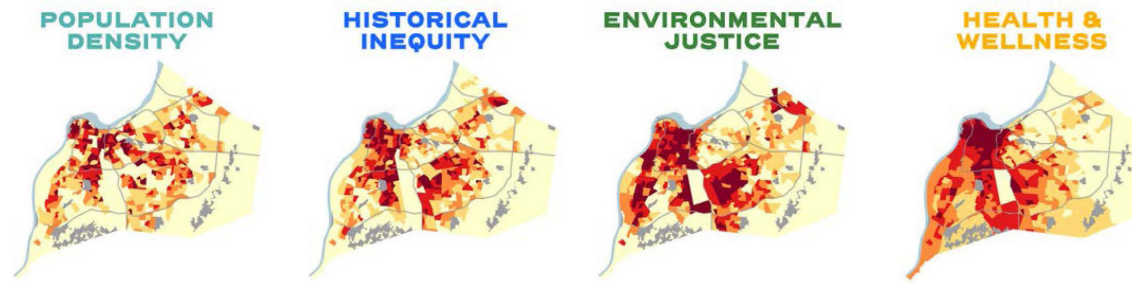 POPULATION
DENSITY
HISTORICAL
INEQUITY
ENVIRONMENTAL
JUSTICE
HEALTH &
WELLNESS